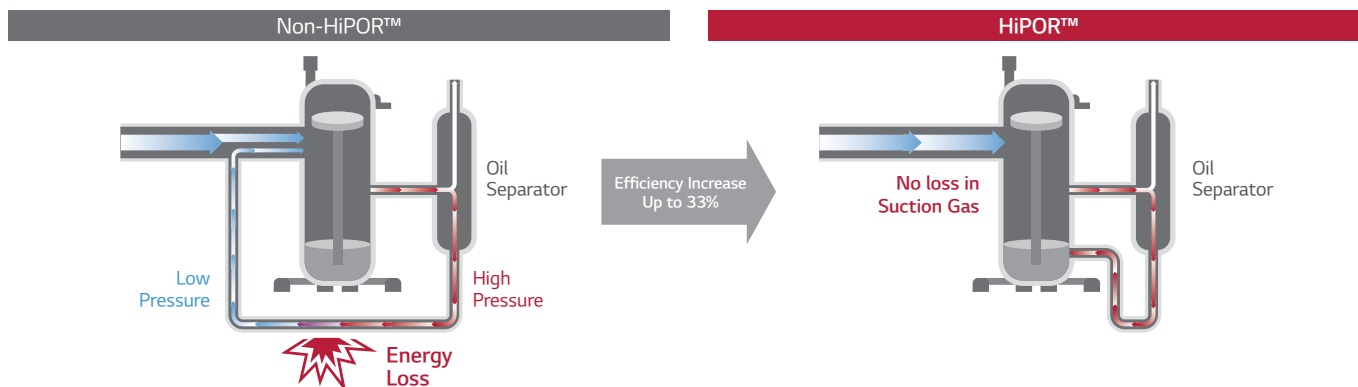 Non-HiPOR™
HiPOR™
Oil
Separator
Low
Pressure
High
Pressure
Energy
Loss
Efficiency Increase
Up to 33%
No loss in
Suction Gas
Oil
Separator